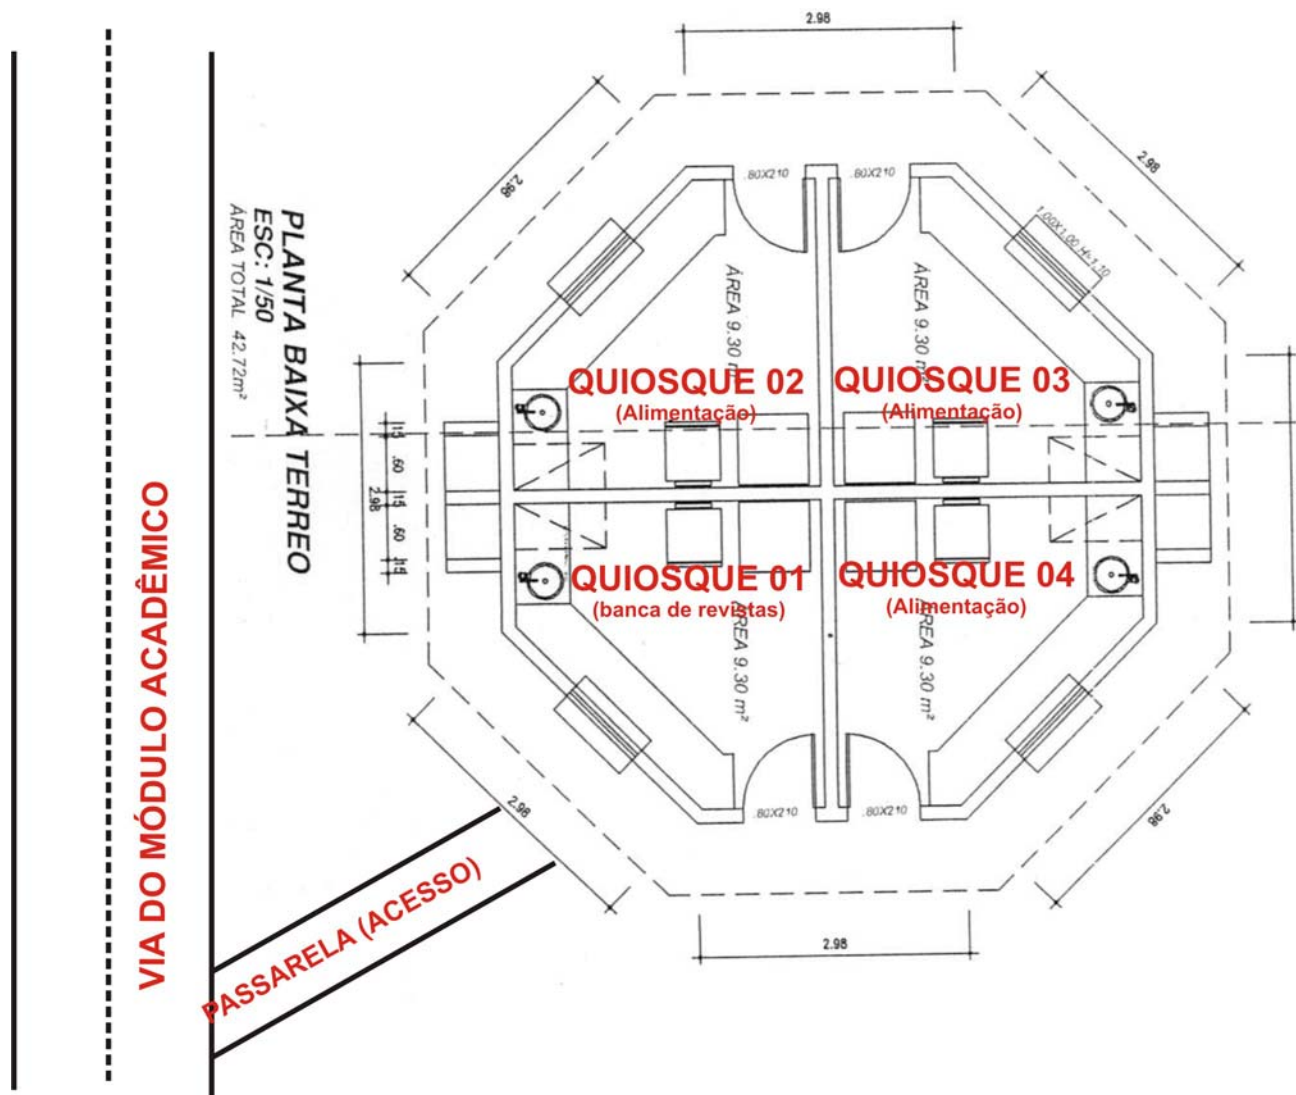 2.98
2.98
2.98
.80X210
.80X210
1.00X1.00 H=1.10
PLANTA BAIXA TERREO
ESC: 1/50
ÁREA TOTAL 42.72m²
ÁREA 9.30 m²
ÁREA 9.30 m²
QUIOSQUE 02
(Alimentação)
QUIOSQUE 03
(Alimentação)
15
.60
15
2.98
.60
15
QUIOSQUE 01
(banca de revistas)
QUIOSQUE 04
(Alimentação)
ÁREA 9.30 m²
ÁREA 9.30 m²
VIA DO MÓDULO ACADÊMICO
.80X210
.80X210
2.98
2.98
PASSARELA (ACESSO)
2.98